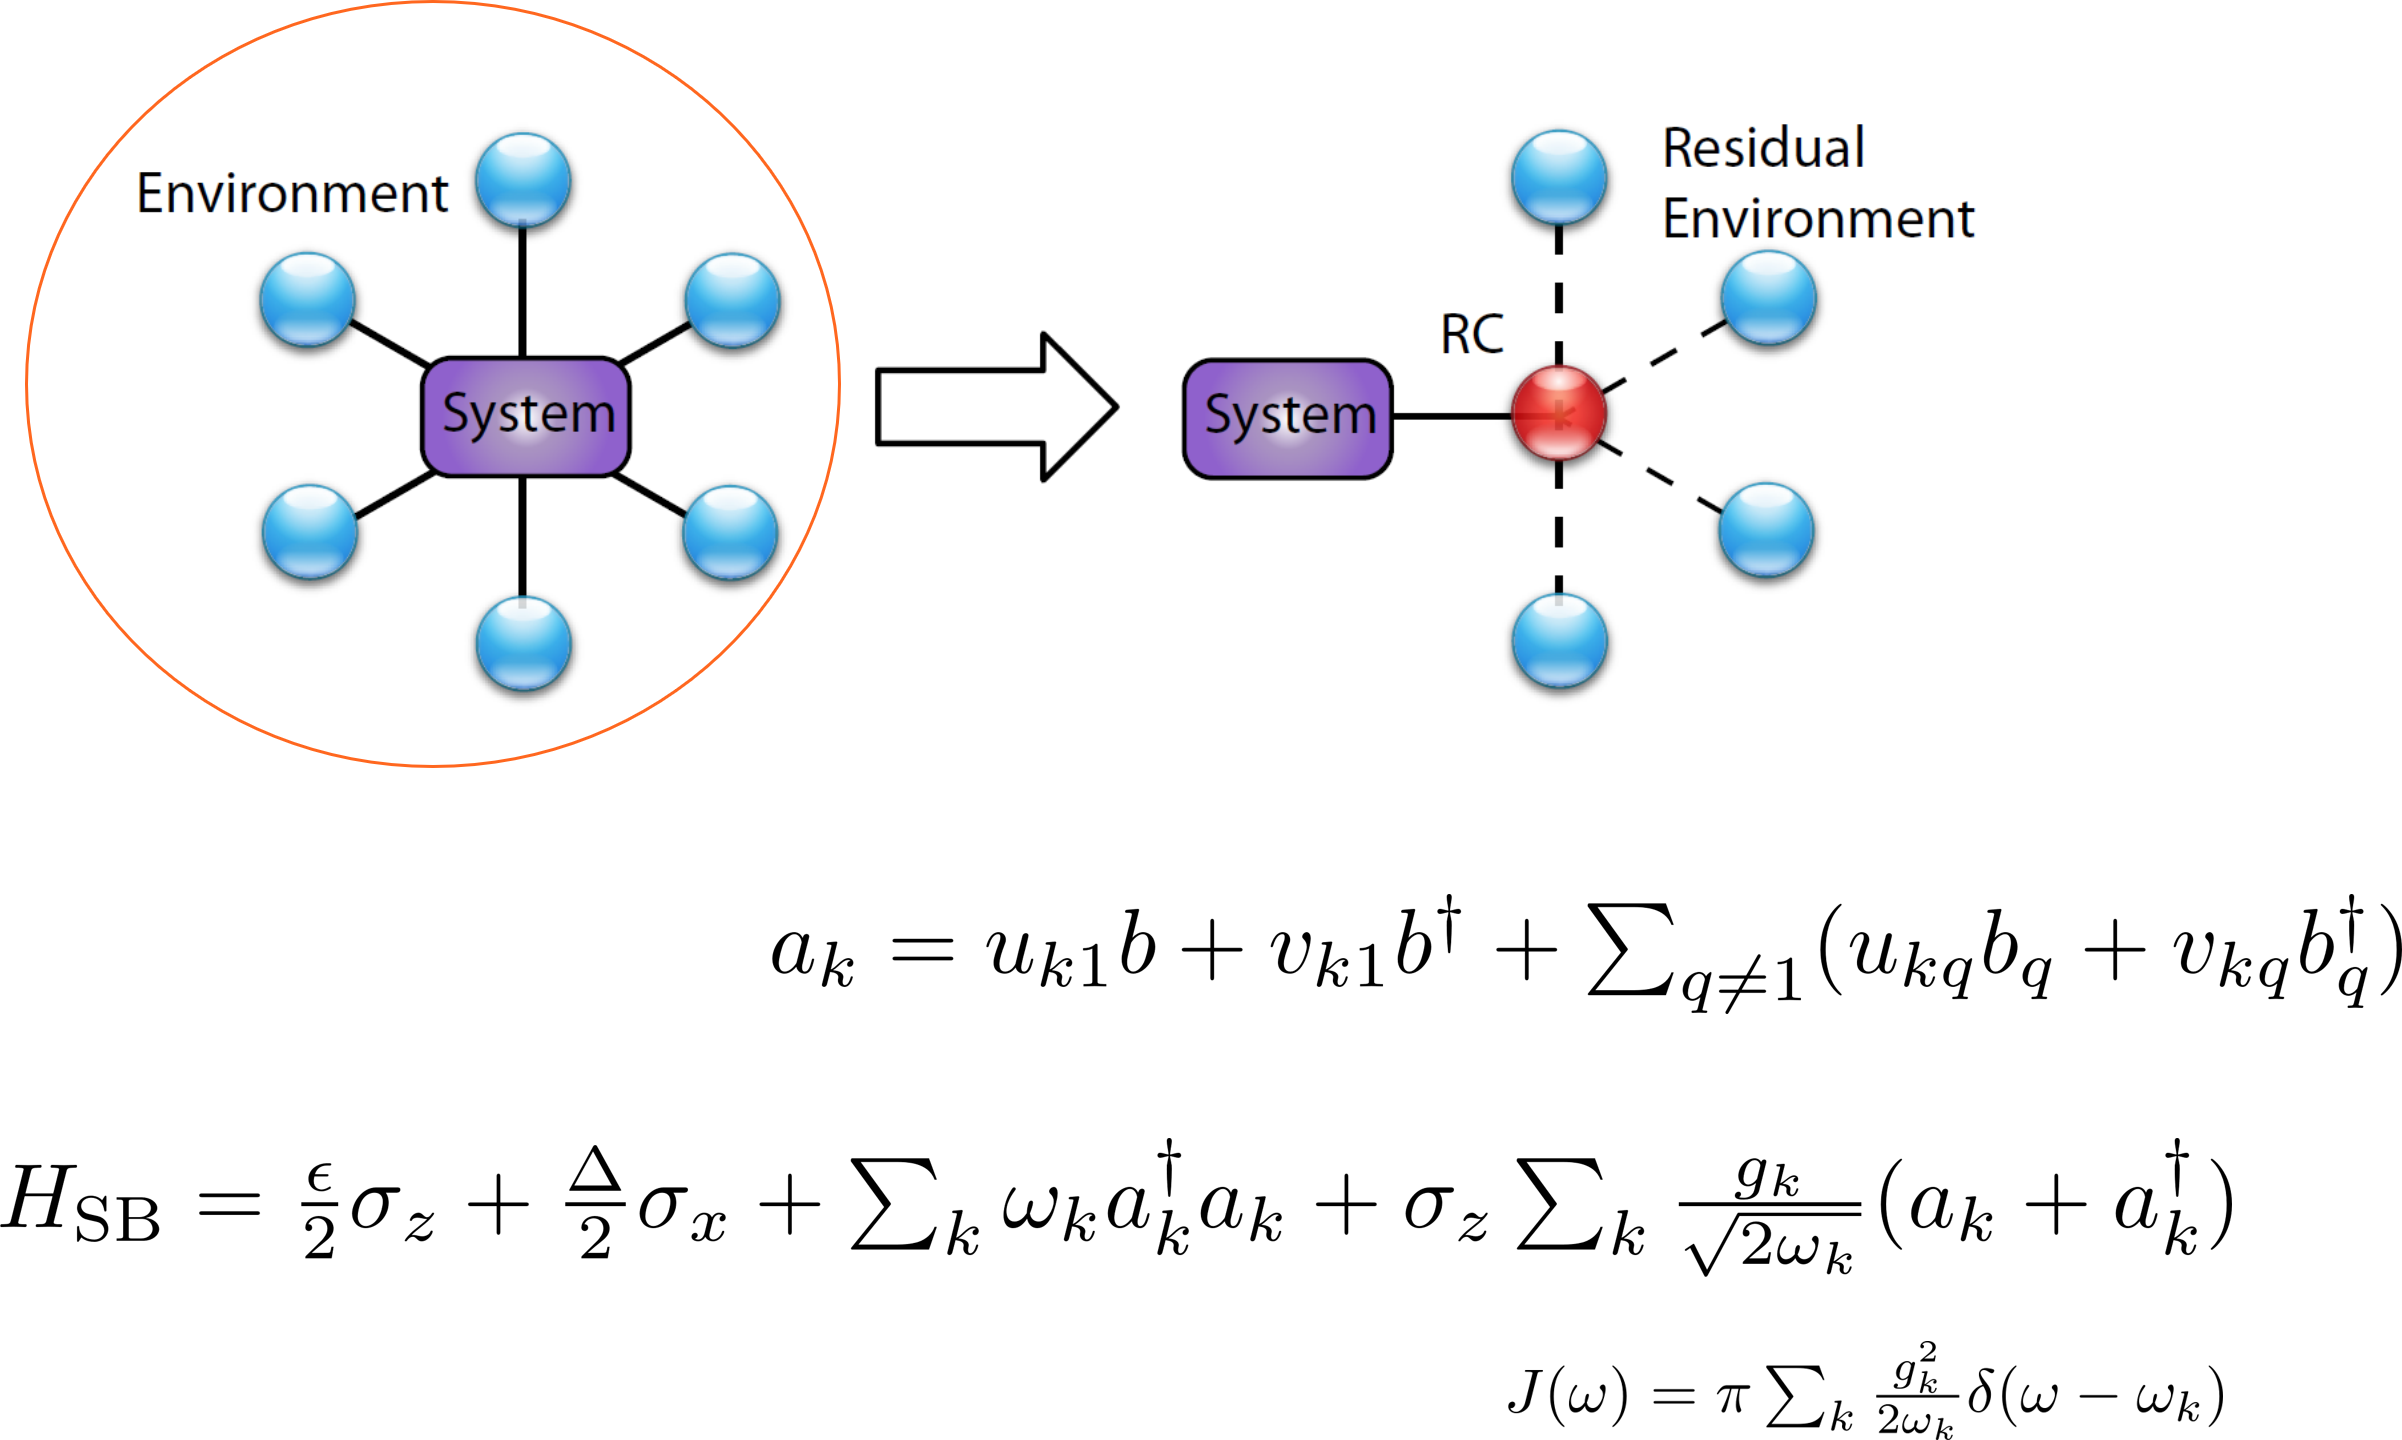 Environment
System
Residual
Environment
RC
System
$a_k = u_{k1} b + v_{k1} b^\dagger + \sum_{q \neq 1} (u_{kq} b_q + v_{kq} b_q^\dagger)$
$H_{\mathrm{SB}} = \frac{\epsilon}{2} \sigma_z + \frac{\Delta}{2} \sigma_x + \sum_k \omega_k a_k^\dagger a_k + \sigma_z \sum_k \frac{g_k}{\sqrt{2\omega_k}} (a_k + a_k^\dagger)$
$J(\omega) = \pi \sum_k \frac{g_k^2}{2\omega_k} \delta(\omega - \omega_k)$